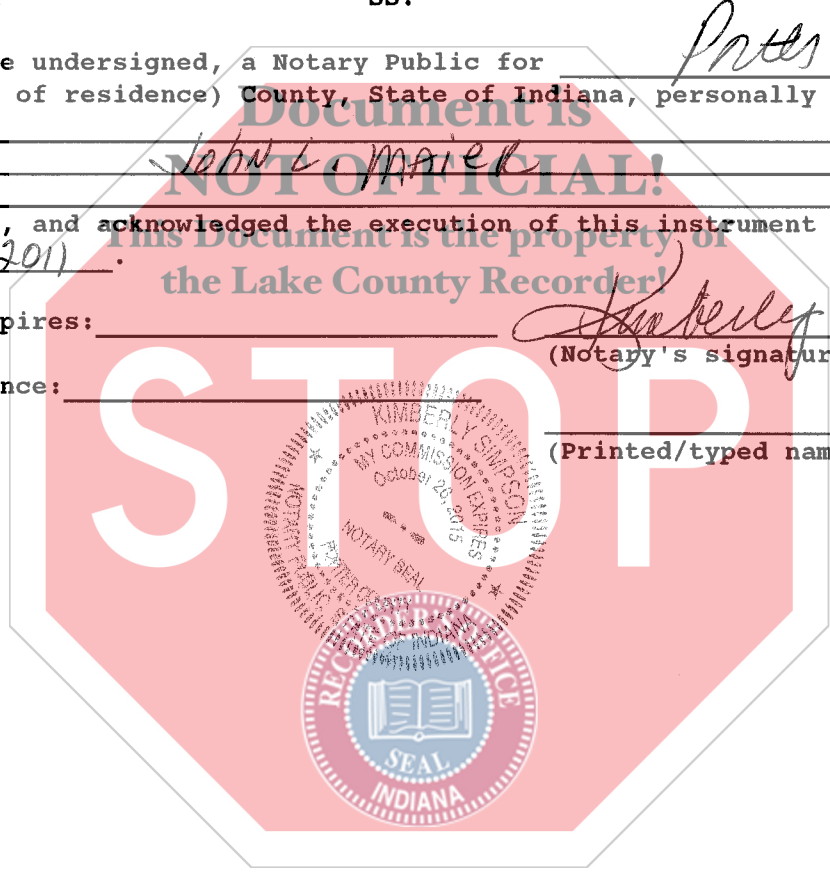 ss:
e undersigned, a Notary Public for Porter
of residence) County, State of Indiana, personally
John L. Maier
, and acknowledged the execution of this instrument
2011.
pires:
(Notary's signatur
nce:
(Printed/typed nam
Document is
NOT OFFICIAL!
This Document is the property of
the Lake County Recorder!
STOP
Kimberly
KIMBERLY SIMPSON
MY COMMISSION EXPIRES
October 26, 2015
NOTARY SEAL
NOTARY PUBLIC
INDIANA
RECORDER'S OFFICE
SEAL
INDIANA